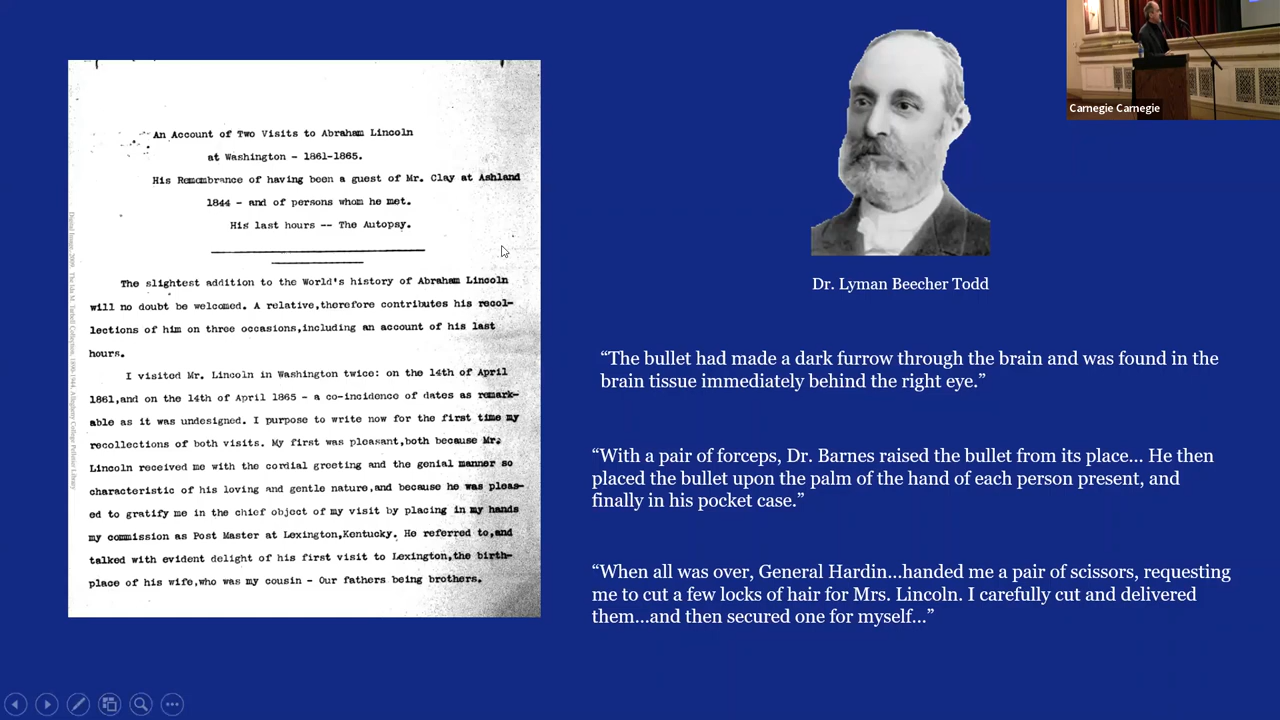 An Account of Two Visits to Abraham Lincoln
at Washington - 1861-1865.
His Remembrance of having been a guest of Mr. Clay at Ashland
1844 - and of persons whom he met.
His last hours -- The Autopsy.
The slightest addition to the World's history of Abraham Lincoln
will no doubt be welcomed. A relative,therefore contributes his recol-
lections of him on three occasions,including an account of his last
hours.
I visited Mr. Lincoln in Washington twice: on the 14th of April
1861,and on the 14th of April 1865 - a co-incidence of dates as remark-
able as it was undesigned. I purpose to write now for the first time my
recollections of both visits. My first was pleasant,both because Mr.
Lincoln received me with the cordial greeting and the genial manner so
characteristic of his loving and gentle nature,and because he was pleas-
ed to gratify me in the chief object of my visit by placing in my hands
my commission as Post Master at Lexington,Kentucky. He referred to,and
talked with evident delight of his first visit to Lexington,the birth-
place of his wife,who was my cousin - Our fathers being brothers.
Carnegie Carnegie
Dr. Lyman Beecher Todd
“The bullet had made a dark furrow through the brain and was found in the
brain tissue immediately behind the right eye.”
“With a pair of forceps, Dr. Barnes raised the bullet from its place... He then
placed the bullet upon the palm of the hand of each person present, and
finally in his pocket case.”
“When all was over, General Hardin...handed me a pair of scissors, requesting
me to cut a few locks of hair for Mrs. Lincoln. I carefully cut and delivered
them...and then secured one for myself...”